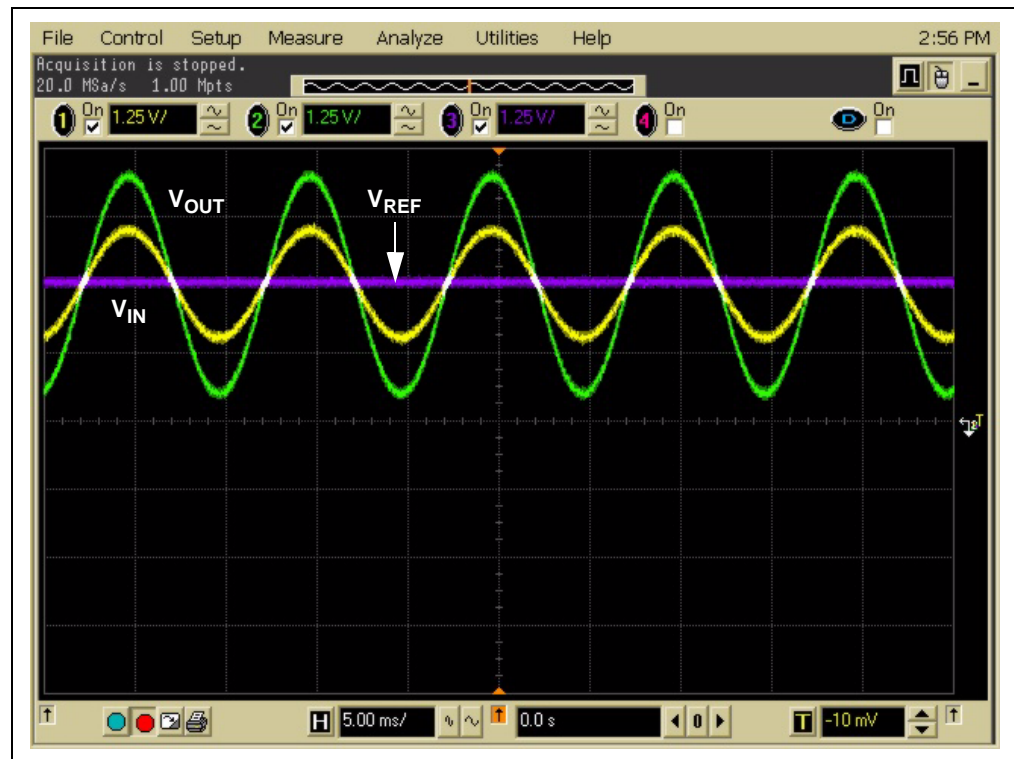 File Control Setup Measure Analyze Utilities Help 2:56 PM
Acquisition is stopped.
20.0 MSa/s 1.00 Mpts
1 On 1.25 V/ 2 On 1.25 V/ 3 On 1.25 V/ 4 On D On
VOUT VREF
VIN
T
H 5.00 ms/ 0.0 s 0 T -10 mV